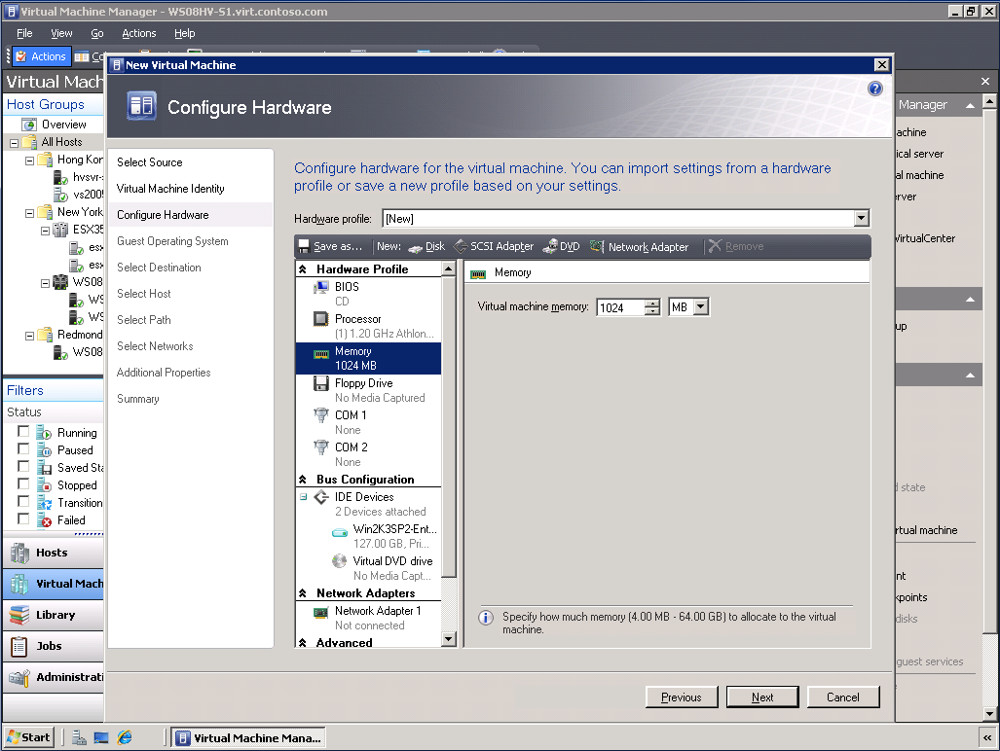 Virtual Machine Manager - WS08HV-S1.virt.contoso.com
File View Go Actions Help
Actions
Virtual Mach
Host Groups
Overview
All Hosts
Hong Kon
hvsvr-
vs2005
New York
ESX35
esx
esx
WS08
WS
WS
Redmond
WS08
Filters
Status
Running
Paused
Saved Sta
Stopped
Transition
Failed
Hosts
Virtual Mach
Library
Jobs
Administrati
New Virtual Machine
Configure Hardware
Select Source
Virtual Machine Identity
Configure Hardware
Guest Operating System
Select Destination
Select Host
Select Path
Select Networks
Additional Properties
Summary
Configure hardware for the virtual machine. You can import settings from a hardware
profile or save a new profile based on your settings.
Hardware profile: [New]
Save as... New: Disk SCSI Adapter DVD Network Adapter Remove
Hardware Profile
BIOS
CD
Processor
(1) 1.20 GHz Athlon...
Memory
1024 MB
Floppy Drive
No Media Captured
COM 1
None
COM 2
None
Bus Configuration
IDE Devices
2 Devices attached
Win2K3SP2-Ent...
127.00 GB, Pri...
Virtual DVD drive
No Media Capt...
Network Adapters
Network Adapter 1
Not connected
Advanced
Memory
Virtual machine memory: 1024 MB
Specify how much memory (4.00 MB - 64.00 GB) to allocate to the virtual
machine.
Previous Next Cancel
Manager
achine
ical server
al machine
erver
VirtualCenter
up
d state
rtual machine
nt
kpoints
disks
guest services
Start Virtual Machine Mana... «